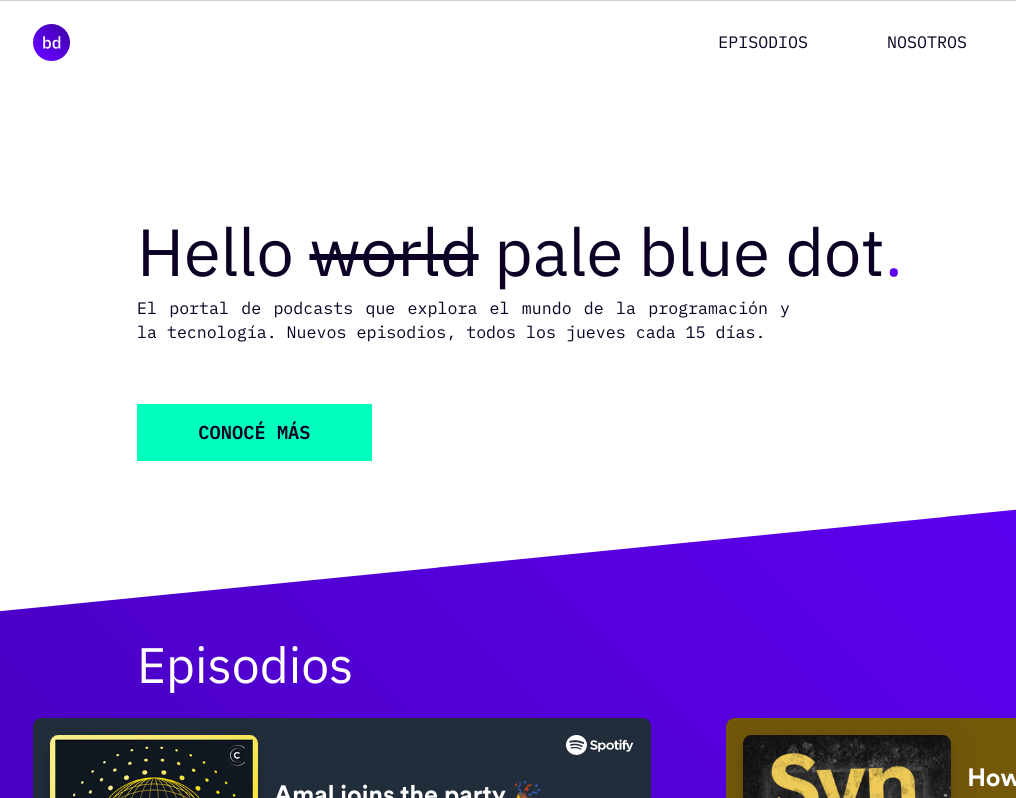 bd
EPISODIOS
NOSOTROS
Hello world pale blue dot.
El portal de podcasts que explora el mundo de la programación y
la tecnología. Nuevos episodios, todos los jueves cada 15 días.
CONOCÉ MÁS
Episodios
C
Spotify
Amal joins the party 🎉
Syn
How